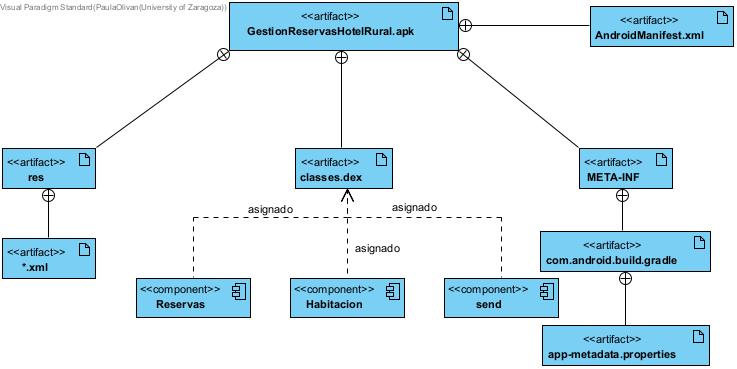 Visual Paradigm Standard(PaulaOlivan(University of Zaragoza))
<<artifact>>
GestionReservasHotelRural.apk
<<artifact>>
AndroidManifest.xml
<<artifact>>
res
<<artifact>>
classes.dex
<<artifact>>
META-INF
asignado
asignado
asignado
<<artifact>>
*.xml
<<artifact>>
com.android.build.gradle
<<component>>
Reservas
<<component>>
Habitacion
<<component>>
send
<<artifact>>
app-metadata.properties